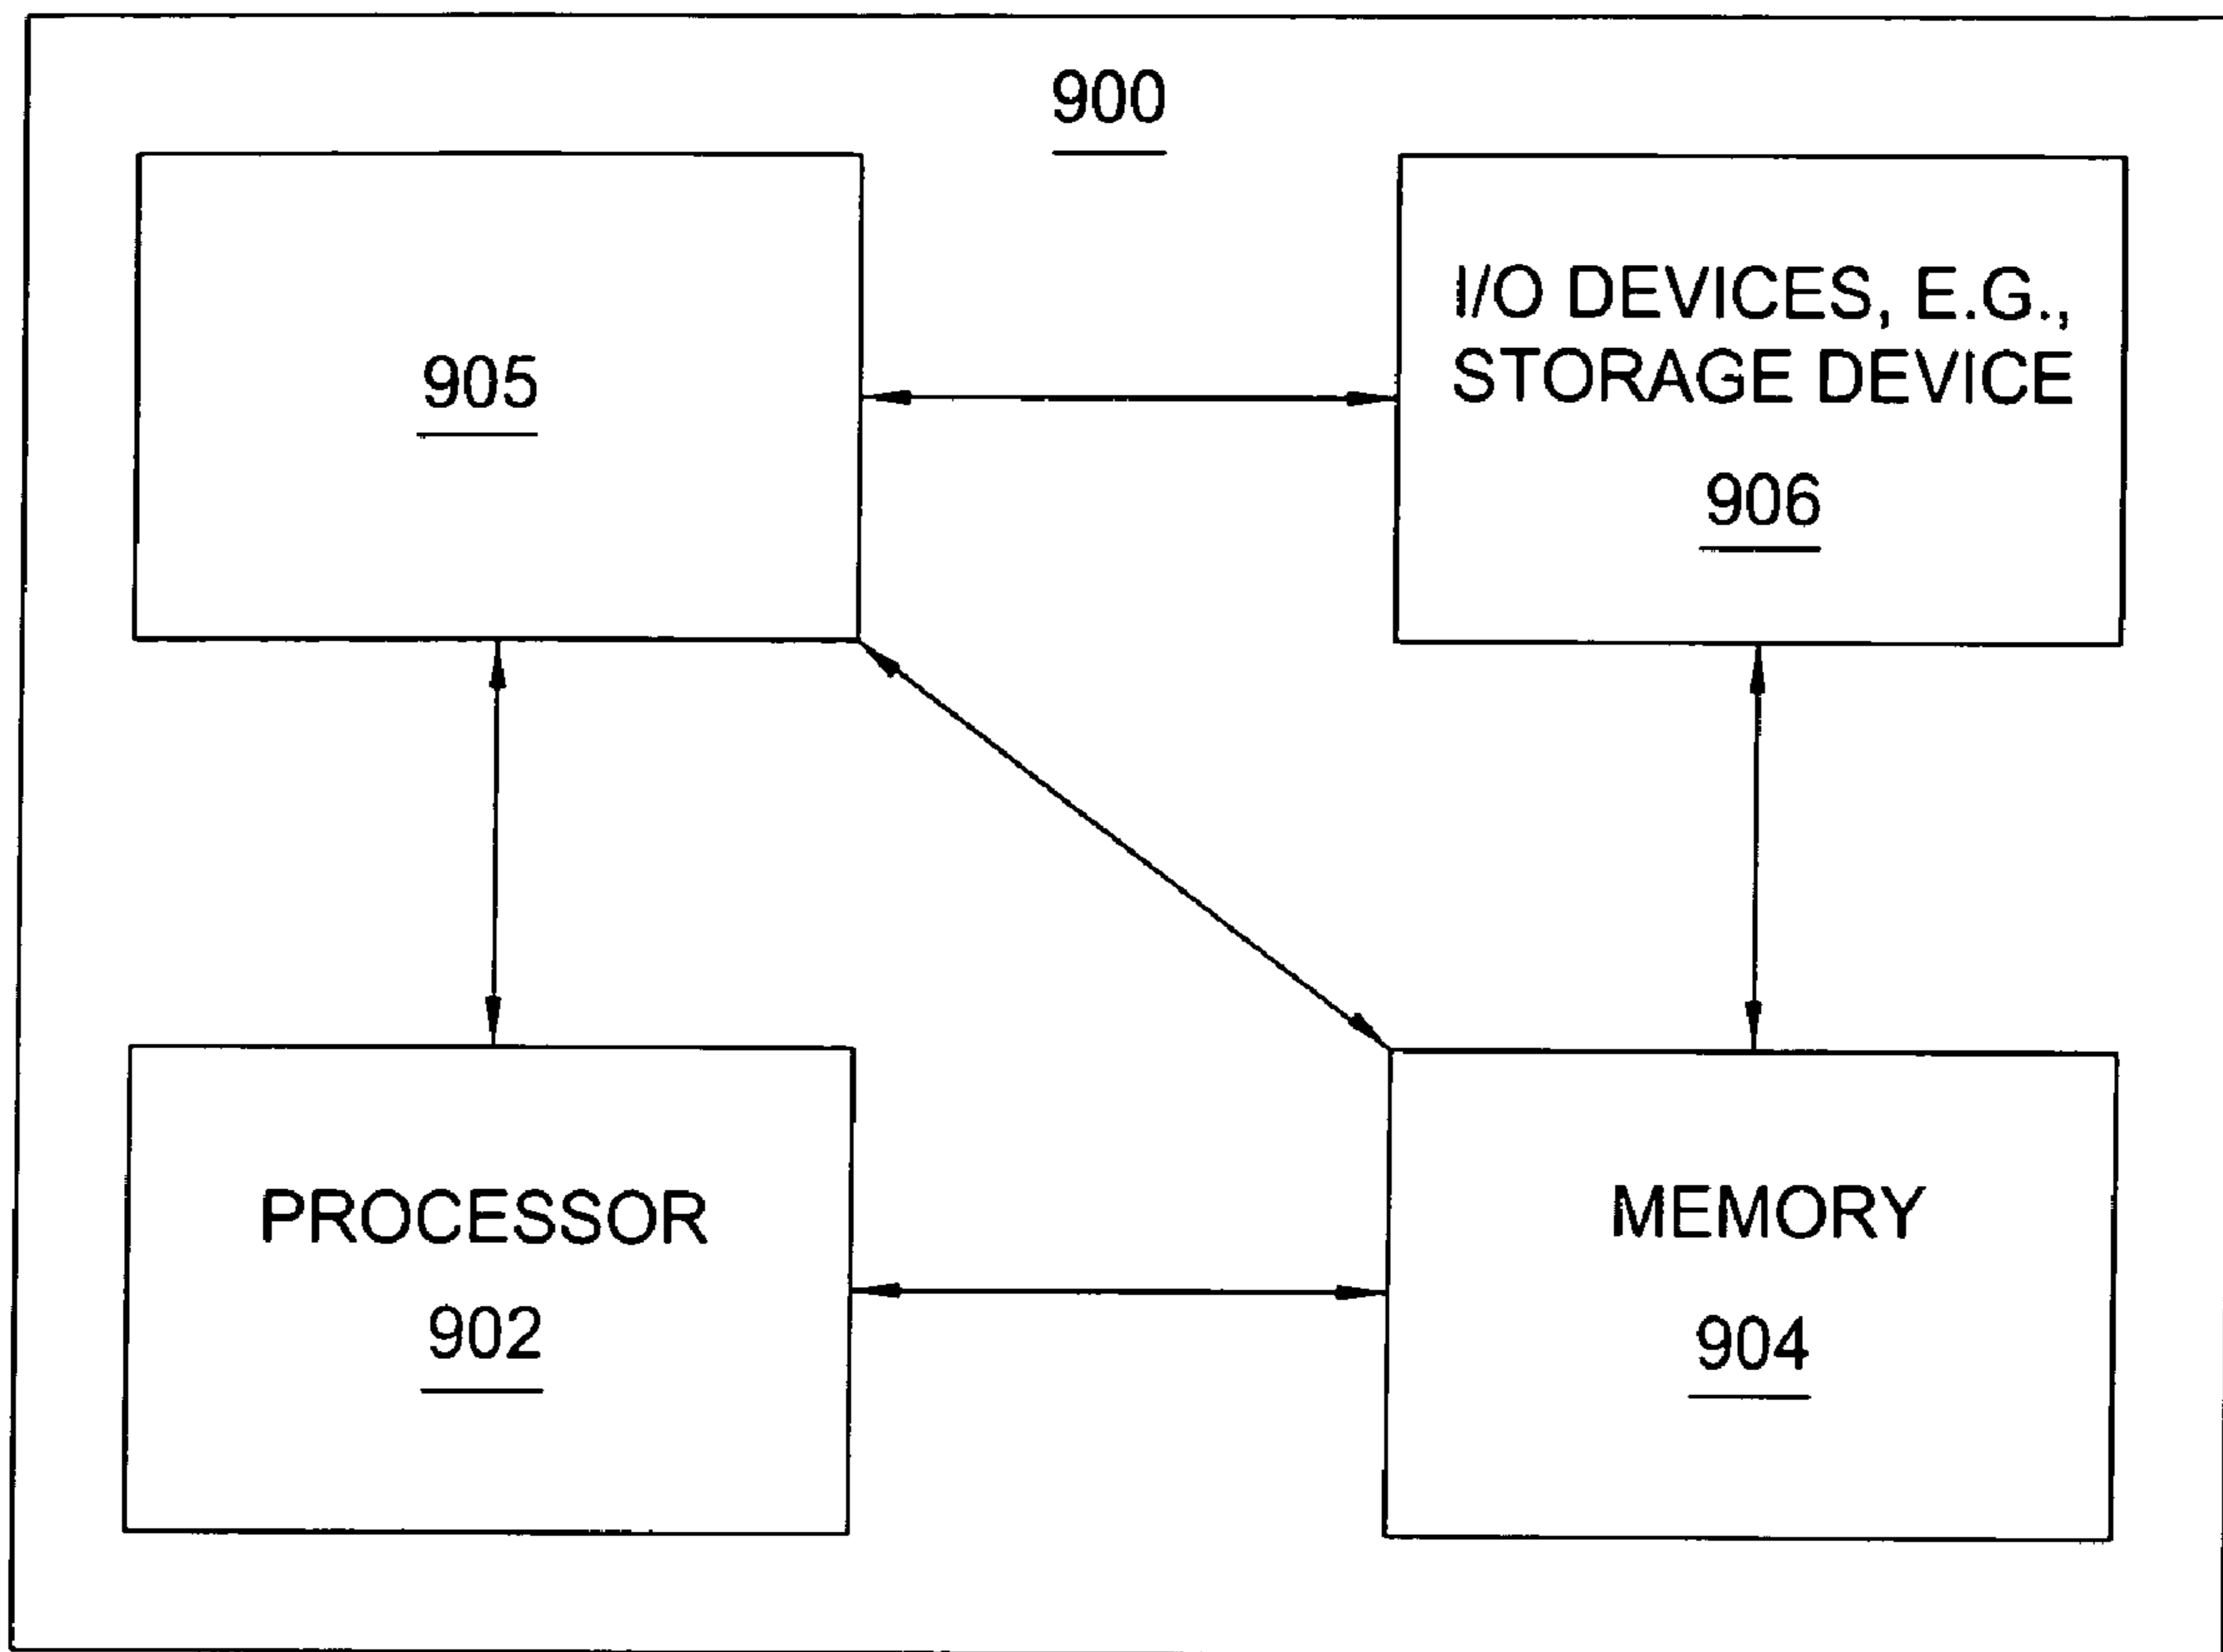 900
905
I/O DEVICES, E.G.,
STORAGE DEVICE
906
PROCESSOR
902
MEMORY
904